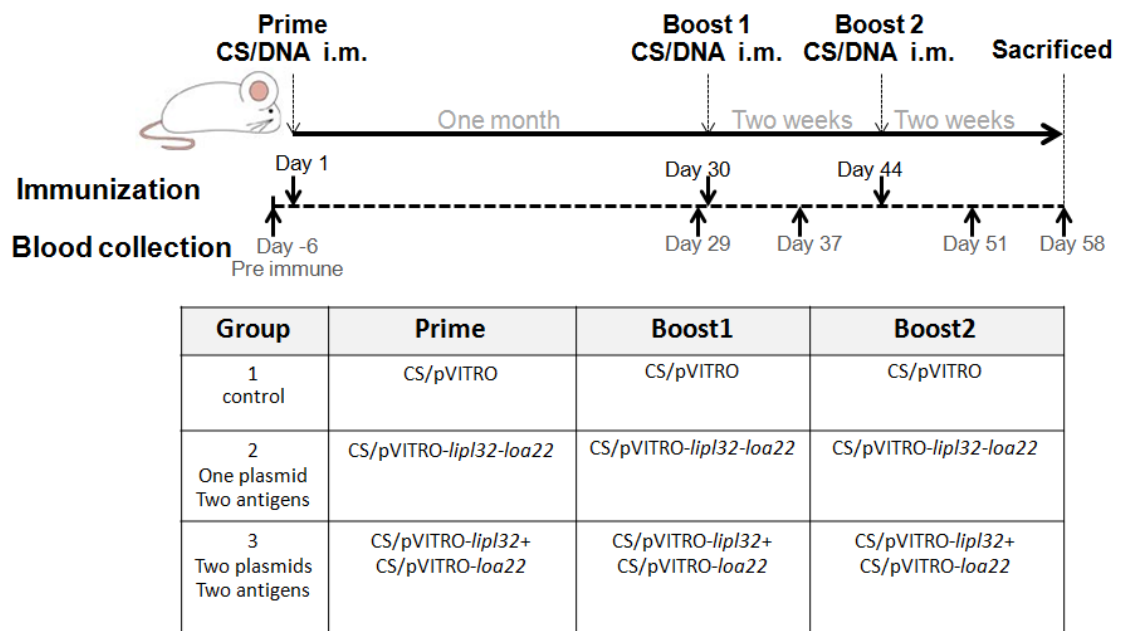 Prime
CS/DNA i.m.
Boost 1
CS/DNA i.m.
Boost 2
CS/DNA i.m.
Sacrificed
One month
Two weeks
Two weeks
Day 1
Day 30
Day 44
Immunization
Blood collection
Day -6
Pre immune
Day 29
Day 37
Day 51
Day 58
Group Prime Boost1 Boost2
1
control
CS/pVITRO
CS/pVITRO
CS/pVITRO
2
One plasmid
Two antigens
CS/pVITRO-lipl32-loa22
CS/pVITRO-lipl32-loa22
CS/pVITRO-lipl32-loa22
3
Two plasmids
Two antigens
CS/pVITRO-lipl32+
CS/pVITRO-loa22
CS/pVITRO-lipl32+
CS/pVITRO-loa22
CS/pVITRO-lipl32+
CS/pVITRO-loa22